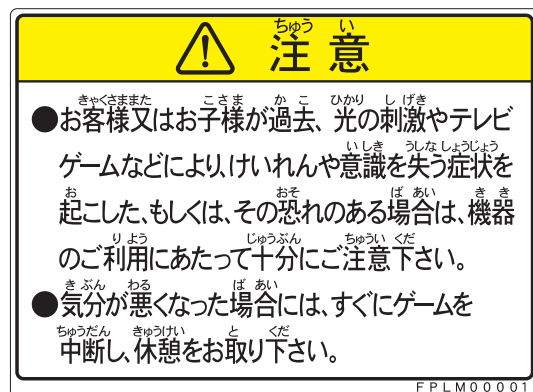 注意
●お客様又はお子様が過去、光の刺激やテレビ
ゲームなどにより、けいれんや意識を失う症状を
起こした、もしくは、その恐れのある場合は、機器
のご利用にあたって十分にご注意下さい。
●気分が悪くなった場合には、すぐにゲームを
中断し、休憩をお取り下さい。
FPLM00001